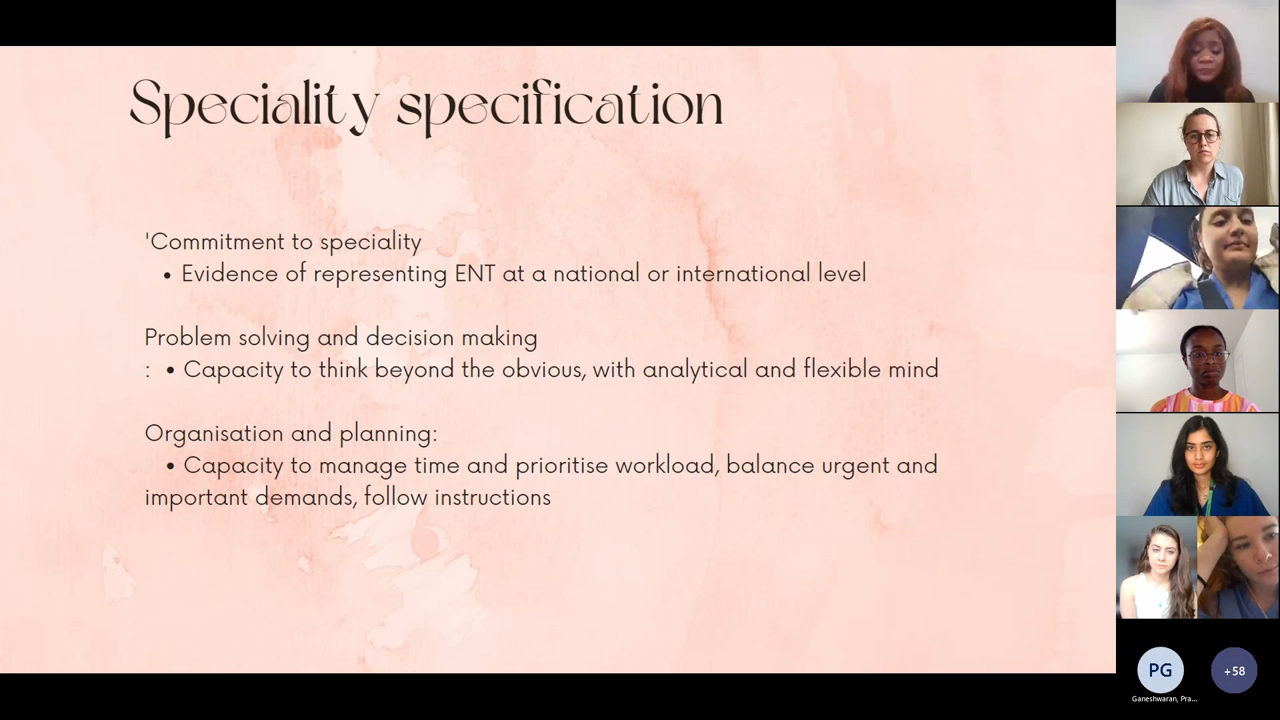 Speciality specification
'Commitment to speciality
• Evidence of representing ENT at a national or international level
Problem solving and decision making
: • Capacity to think beyond the obvious, with analytical and flexible mind
Organisation and planning:
• Capacity to manage time and prioritise workload, balance urgent and
important demands, follow instructions
PG
+58
Ganeshwaran, Pra...